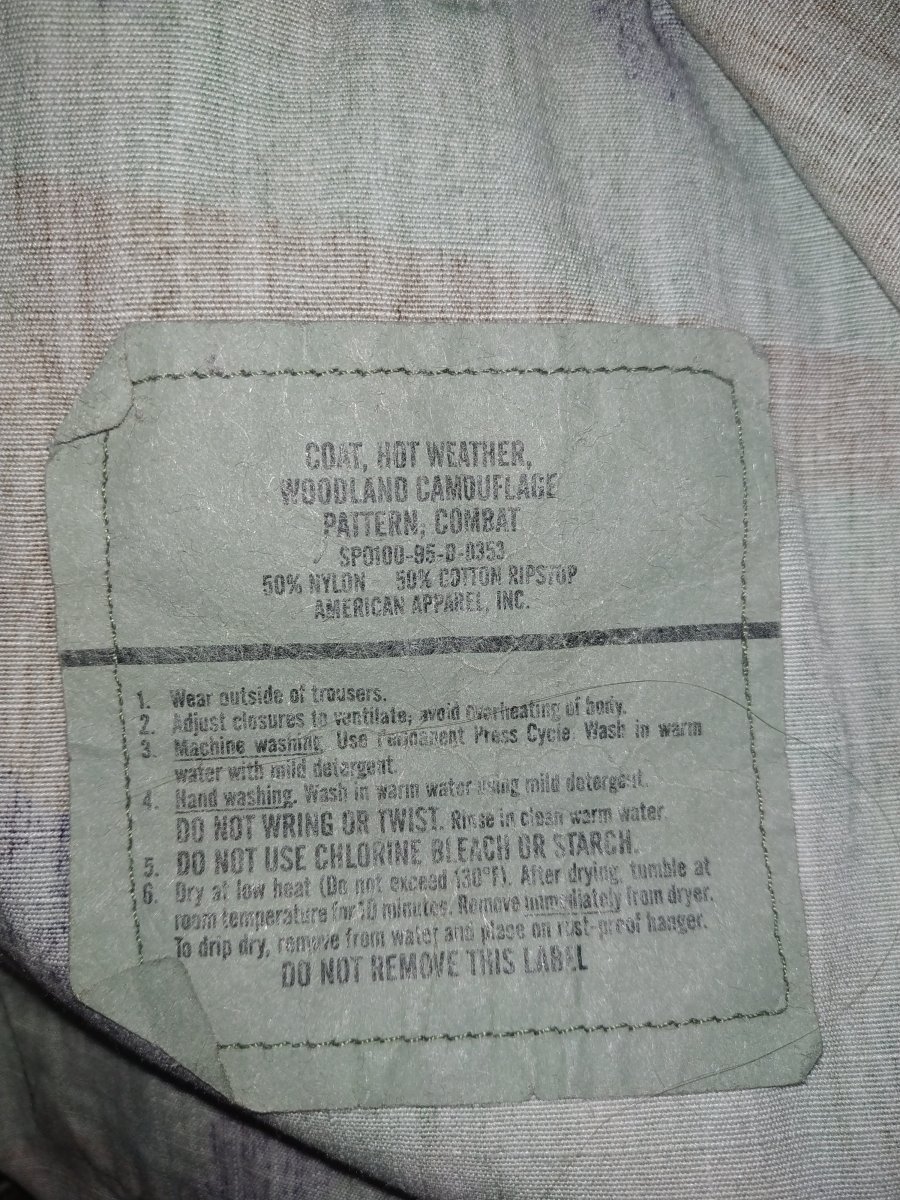 COAT, HOT WEATHER,
WOODLAND CAMOUFLAGE
PATTERN, COMBAT
SPO100-95-D-0353
50% NYLON 50% COTTON RIPSTOP
AMERICAN APPAREL, INC.
1. Wear outside of trousers.
2. Adjust closures to ventilate, avoid overheating of body.
3. Machine washing. Use Permanent Press Cycle. Wash in warm
water with mild detergent.
4. Hand washing. Wash in warm water using mild detergent.
DO NOT WRING OR TWIST. Rinse in clean warm water.
5. DO NOT USE CHLORINE BLEACH OR STARCH.
6. Dry at low heat (Do not exceed 130°F). After drying, tumble at
room temperature for 10 minutes. Remove immediately from dryer.
To drip dry, remove from water and place on rust-proof hanger.
DO NOT REMOVE THIS LABEL